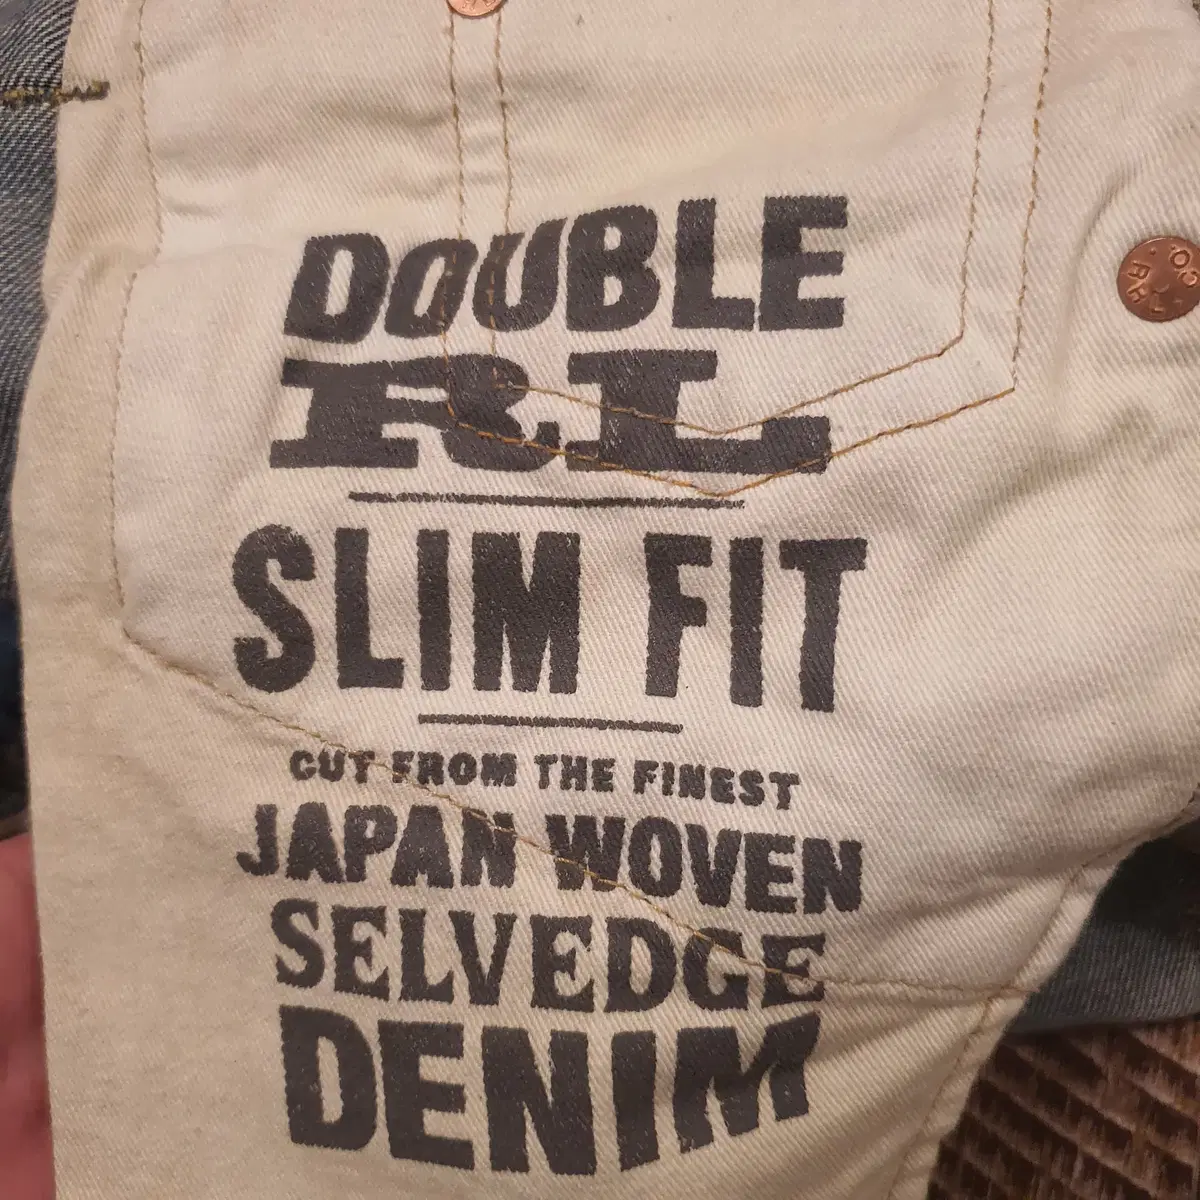 DOUBLE
RL
SLIM FIT
CUT FROM THE FINEST
JAPAN WOVEN
SELVEDGE
DENIM